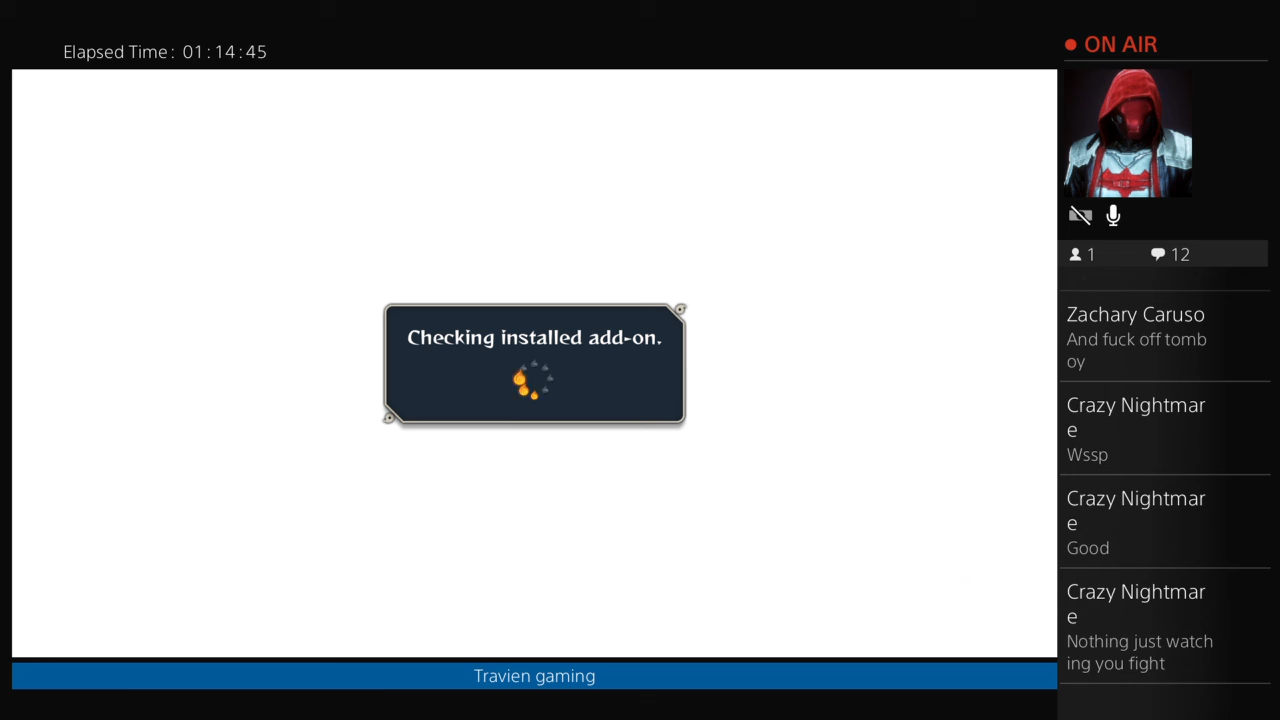 Elapsed Time: 01:14:45
ON AIR
1 12
Checking installed add-on.
Zachary Caruso
And fuck off tomb
oy
Crazy Nightmar
e
Wssp
Crazy Nightmar
e
Good
Crazy Nightmar
e
Nothing just watch
ing you fight
Travien gaming